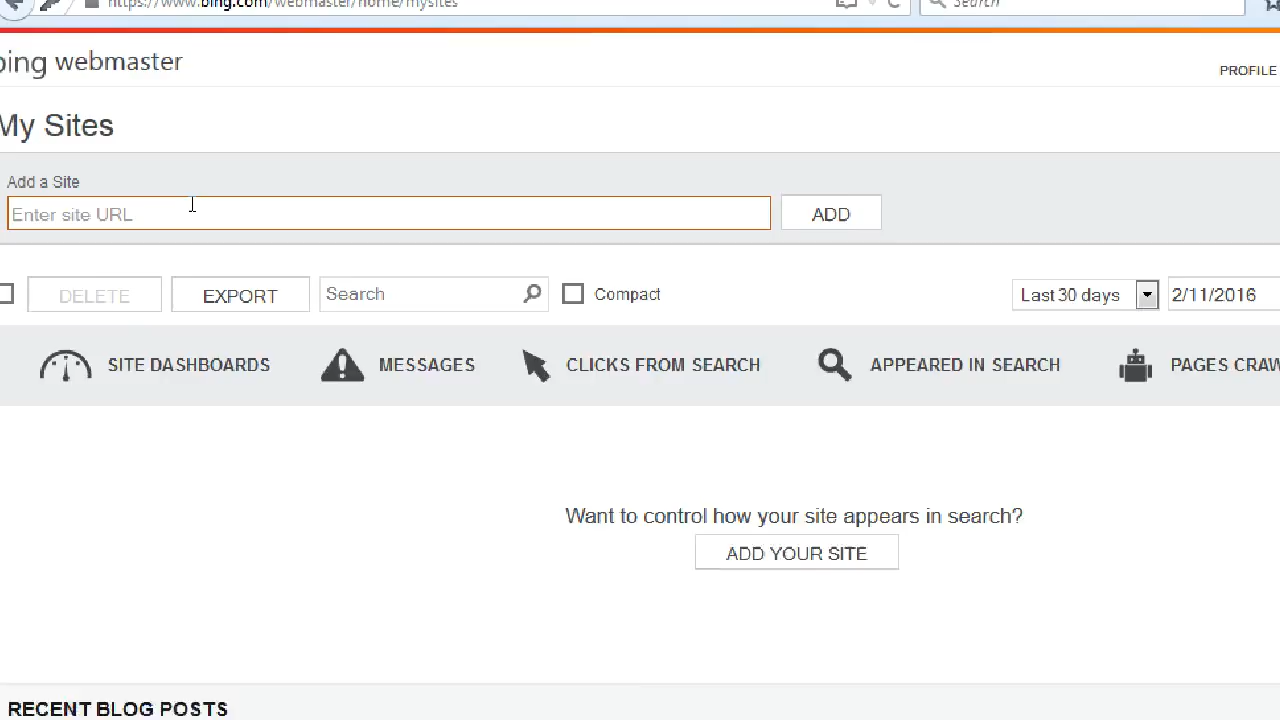 https://www.bing.com/webmaster/home/mysites
Search
bing webmaster
PROFILE
My Sites
Add a Site
Enter site URL
ADD
DELETE
EXPORT
Search
Compact
Last 30 days
2/11/2016
SITE DASHBOARDS
MESSAGES
CLICKS FROM SEARCH
APPEARED IN SEARCH
PAGES CRAW
Want to control how your site appears in search?
ADD YOUR SITE
RECENT BLOG POSTS